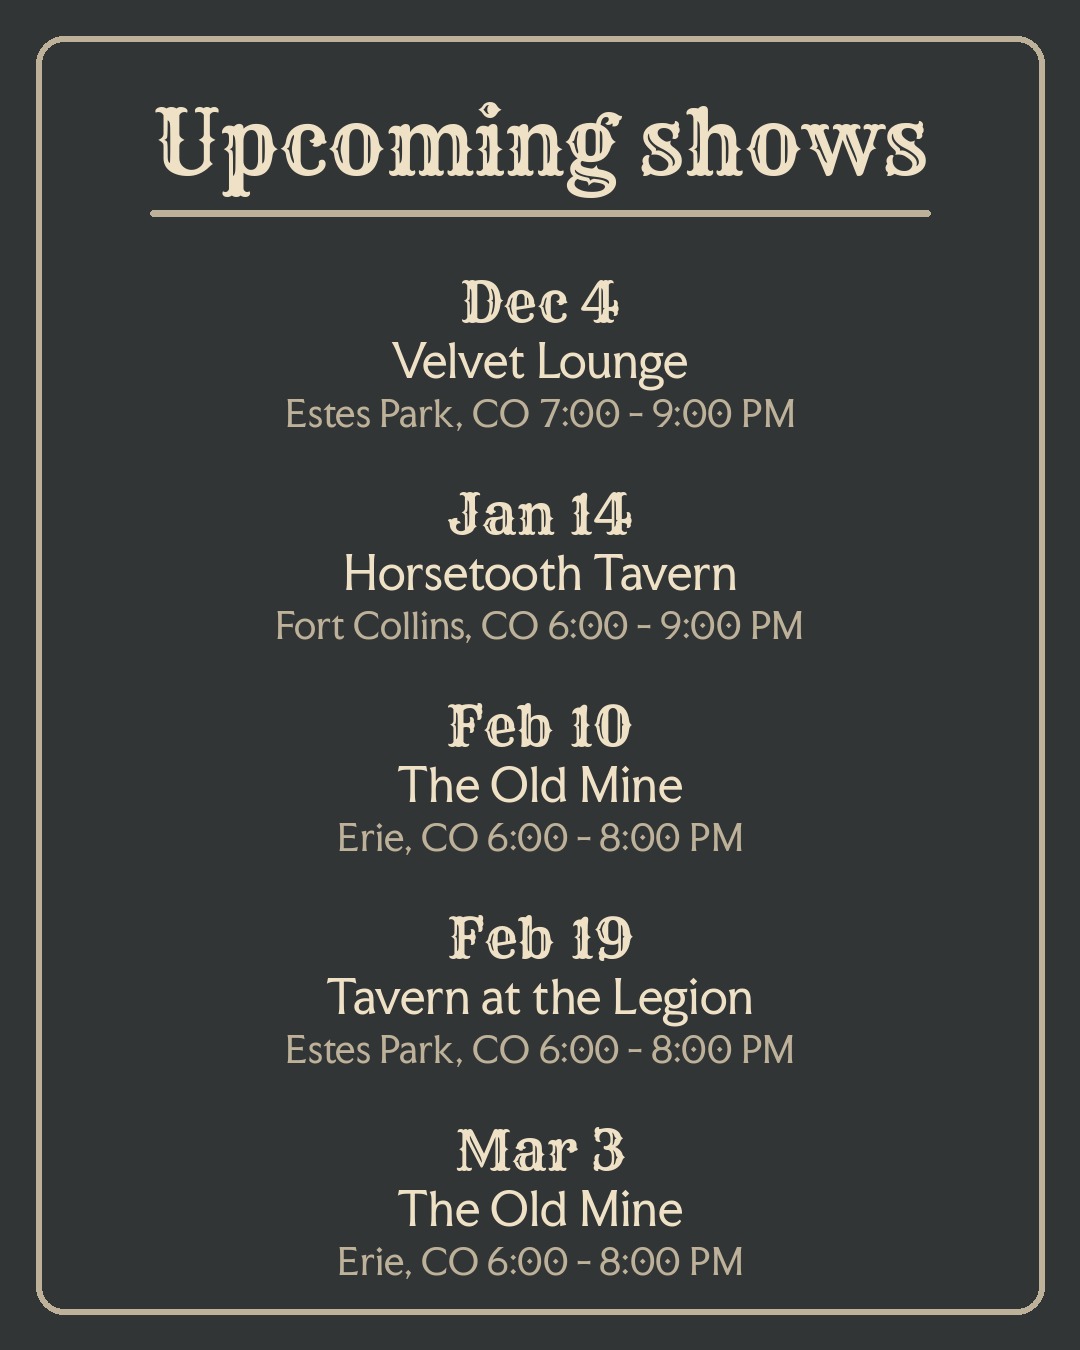 Upcoming shows
Dec 4
Velvet Lounge
Estes Park, CO 7:00 - 9:00 PM
Jan 14
Horsetooth Tavern
Fort Collins, CO 6:00 - 9:00 PM
Feb 10
The Old Mine
Erie, CO 6:00 - 8:00 PM
Feb 19
Tavern at the Legion
Estes Park, CO 6:00 - 8:00 PM
Mar 3
The Old Mine
Erie, CO 6:00 - 8:00 PM